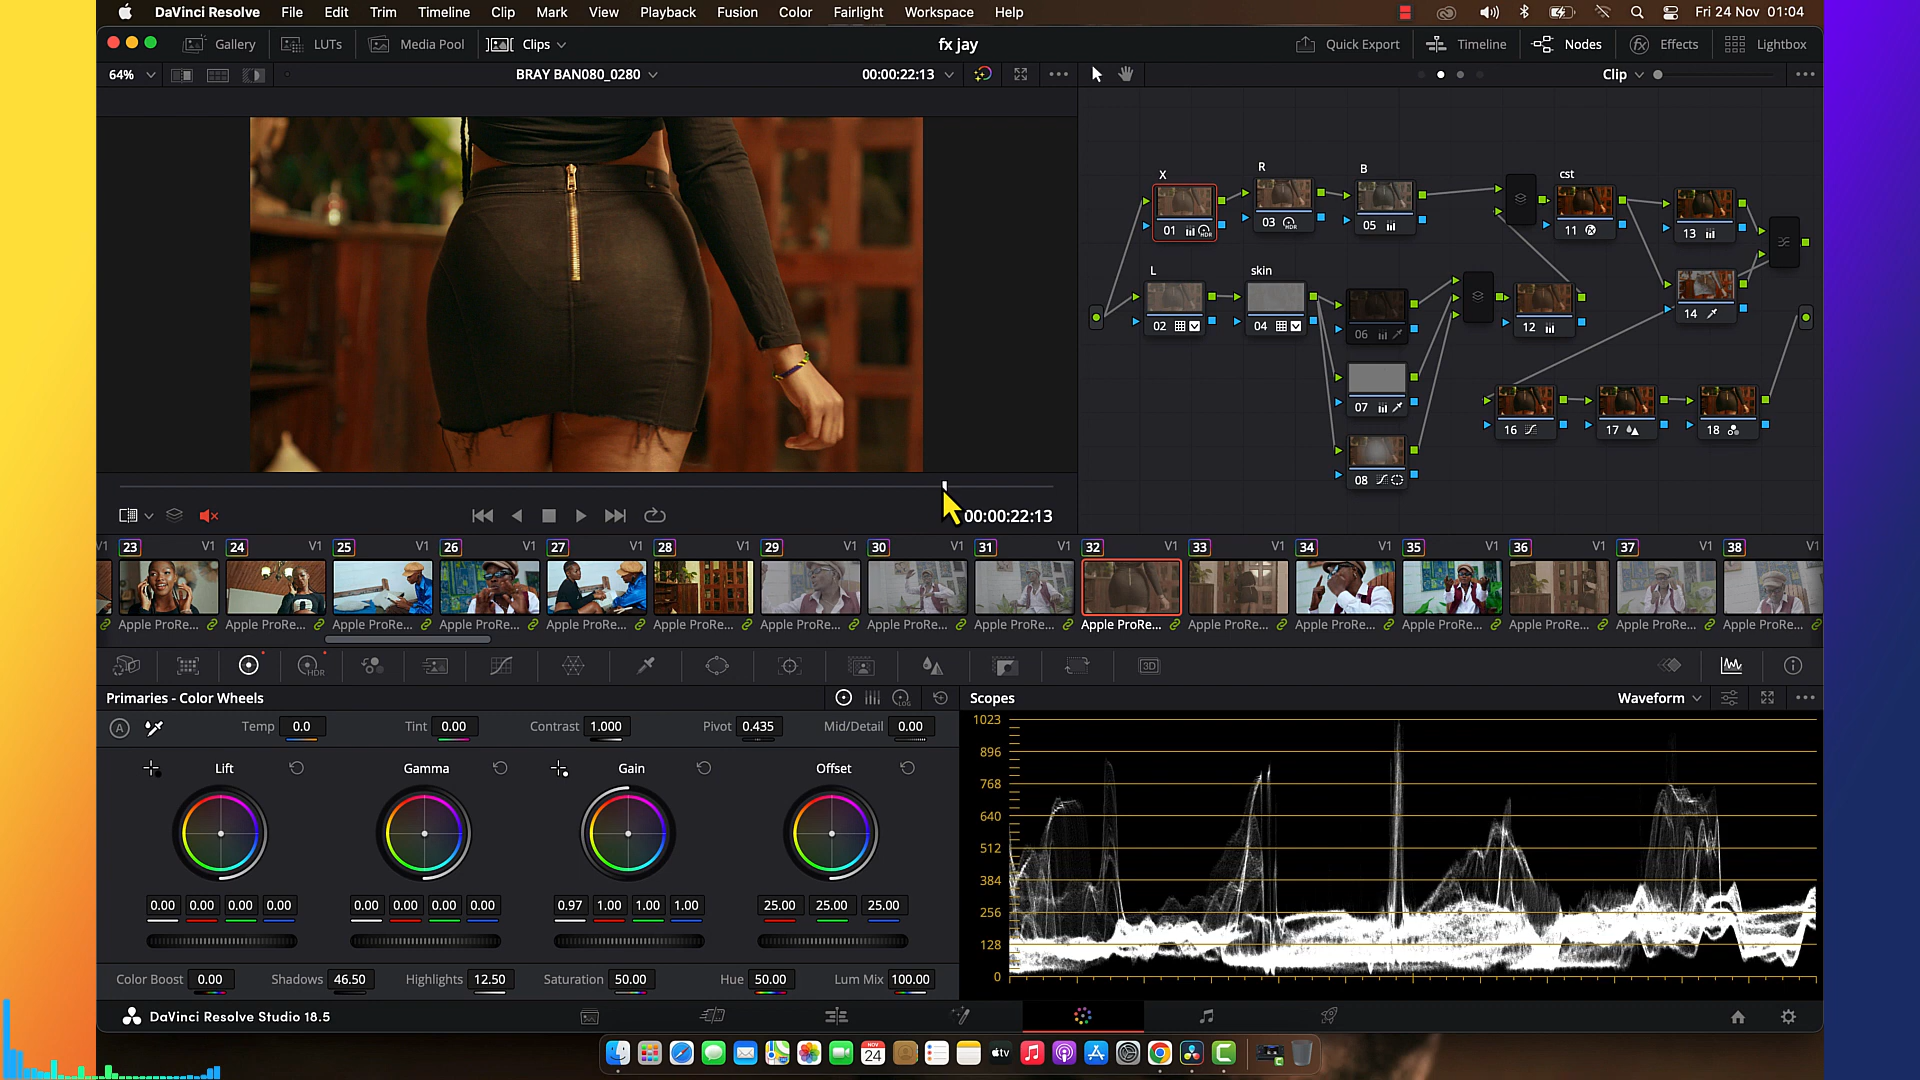 DaVinci Resolve File Edit Trim Timeline Clip Mark View Playback Fusion Color Fairlight Workspace Help Fri 24 Nov 01:04
Gallery LUTs Media Pool Clips fx jay Quick Export Timeline Nodes Effects Lightbox
64% BRAY BAN080_0280 00:00:22:13 Clip
X R B cst
01 HDR 03 HDR 05 11 13
L skin
02 04 06 12 14
07
16 17 18
08
00:00:22:13
V1 23 V1 24 V1 25 V1 26 V1 27 V1 28 V1 29 V1 30 V1 31 V1 32 V1 33 V1 34 V1 35 V1 36 V1 37 V1 38 V1
Apple ProRe... Apple ProRe... Apple ProRe... Apple ProRe... Apple ProRe... Apple ProRe... Apple ProRe... Apple ProRe... Apple ProRe... Apple ProRe... Apple ProRe... Apple ProRe... Apple ProRe... Apple ProRe... Apple ProRe... Apple ProRe...
HDR 3D
Primaries - Color Wheels LOG Scopes Waveform
A Temp 0.0 Tint 0.00 Contrast 1.000 Pivot 0.435 Mid/Detail 0.00
Lift Gamma Gain Offset
0.00 0.00 0.00 0.00 0.00 0.00 0.00 0.00 0.97 1.00 1.00 1.00 25.00 25.00 25.00
Color Boost 0.00 Shadows 46.50 Highlights 12.50 Saturation 50.00 Hue 50.00 Lum Mix 100.00
1023
896
768
640
512
384
256
128
0
DaVinci Resolve Studio 18.5
NOV
24
tv